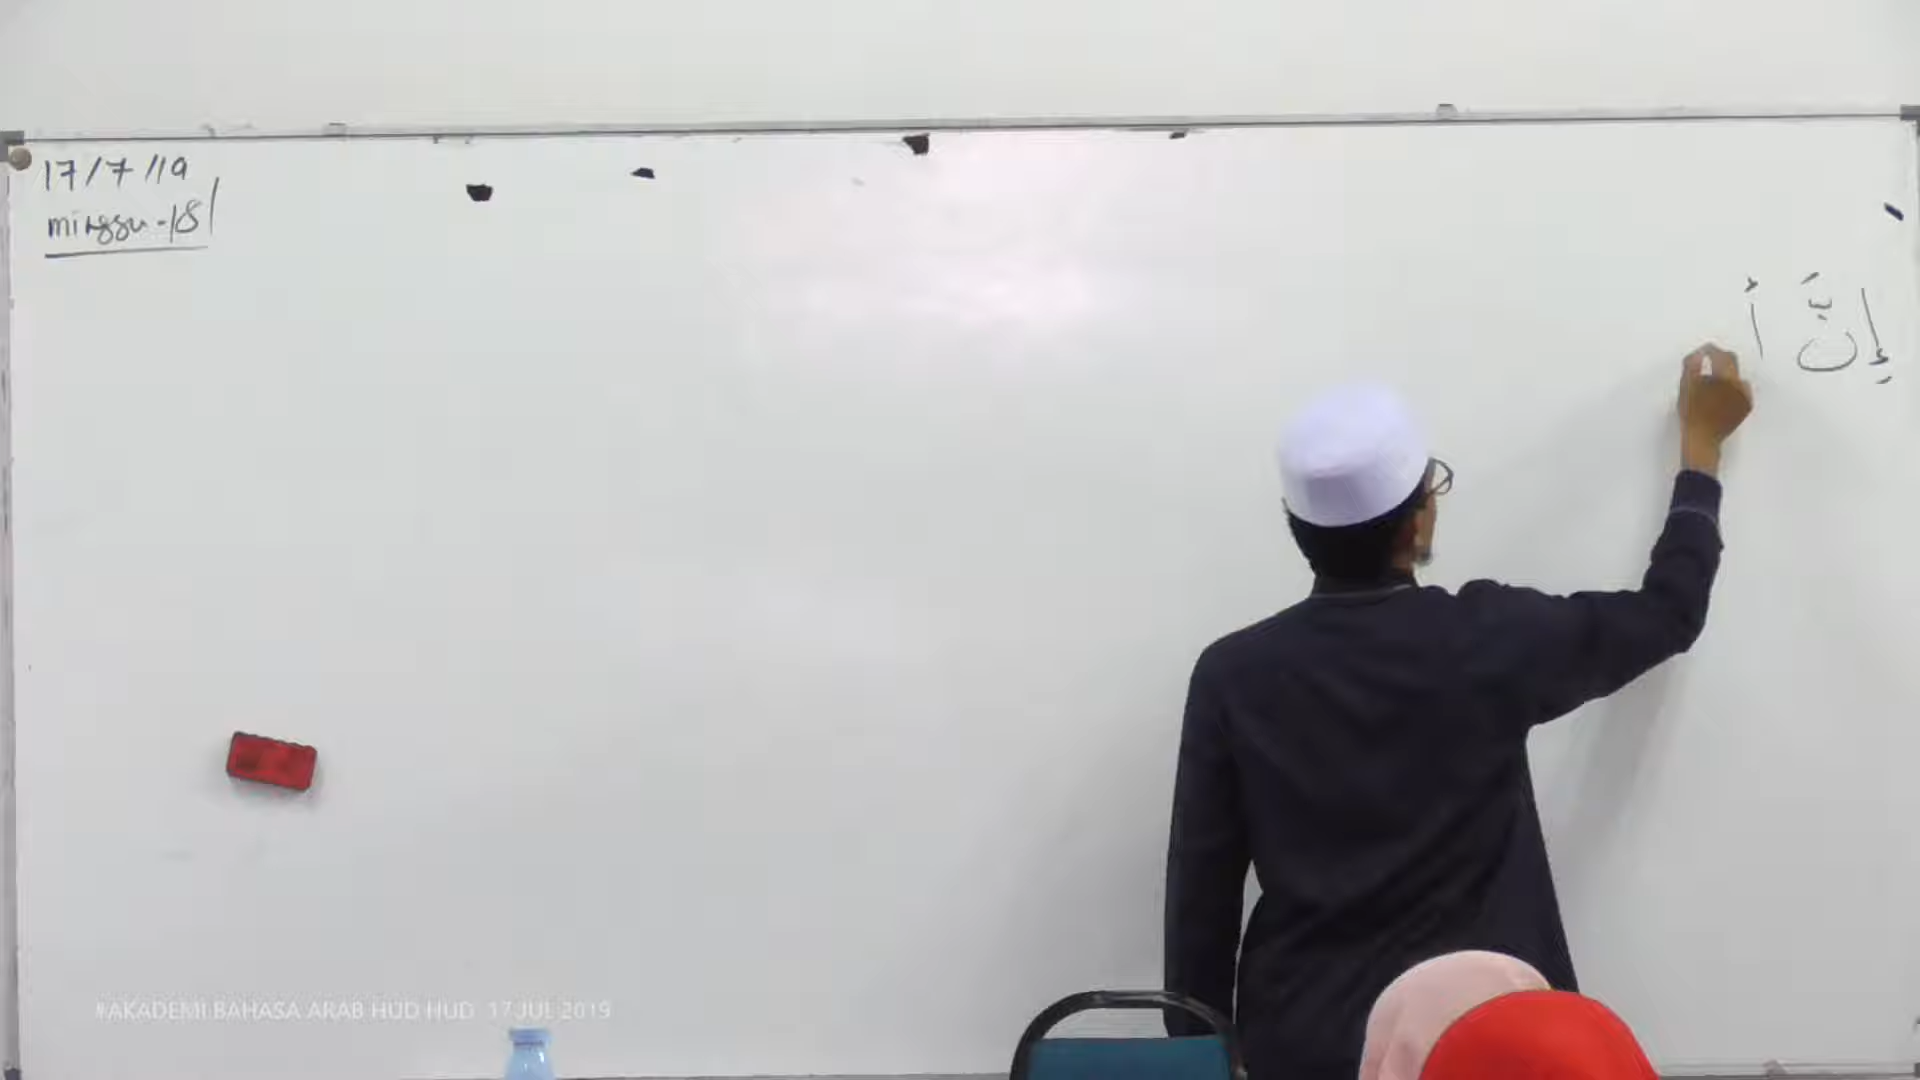 17/7/19
minggu-18
إِنَّ أ
#AKADEMI BAHASA ARAB HUD HUD 17 JUL 2019